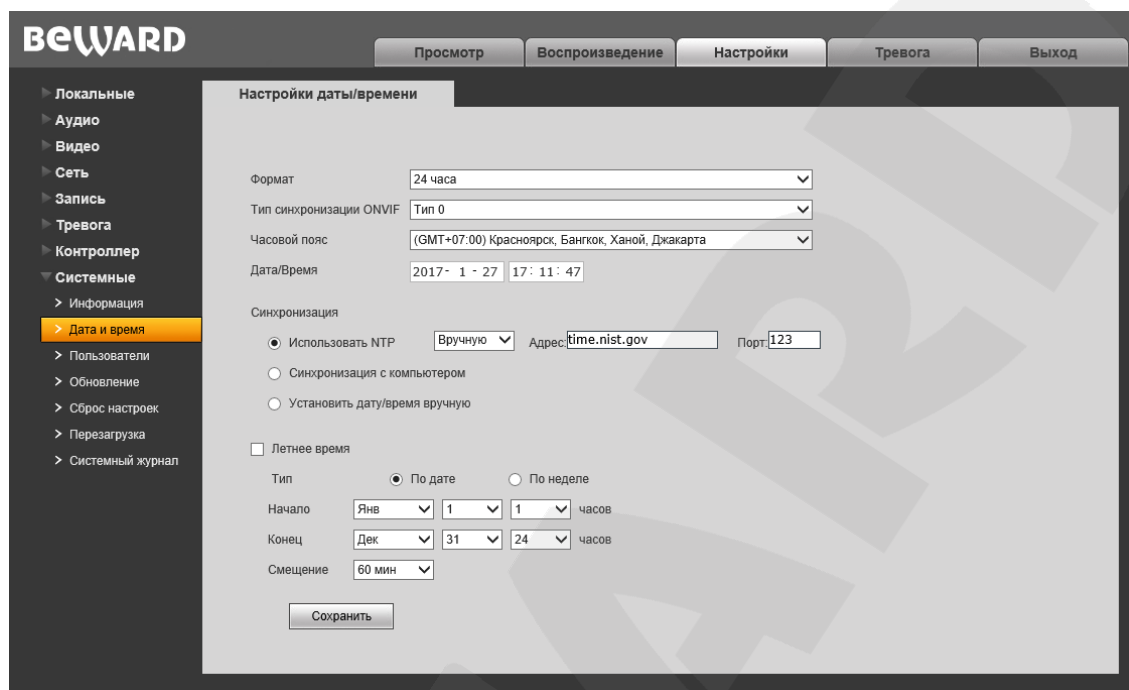 BEWARD
Просмотр Воспроизведение Настройки Тревога Выход
Локальные
Аудио
Видео
Сеть
Запись
Тревога
Контроллер
Системные
Информация
Дата и время
Пользователи
Обновление
Сброс настроек
Перезагрузка
Системный журнал
Настройки даты/времени
Формат 24 часа
Тип синхронизации ONVIF Тип 0
Часовой пояс (GMT+07:00) Красноярск, Бангкок, Ханой, Джакарта
Дата/Время 2017- 1 - 27 17: 11: 47
Синхронизация
Использовать NTP Вручную Адрес: time.nist.gov Порт: 123
Синхронизация с компьютером
Установить дату/время вручную
Летнее время
Тип По дате По неделе
Начало Янв 1 1 часов
Конец Дек 31 24 часов
Смещение 60 мин
Сохранить